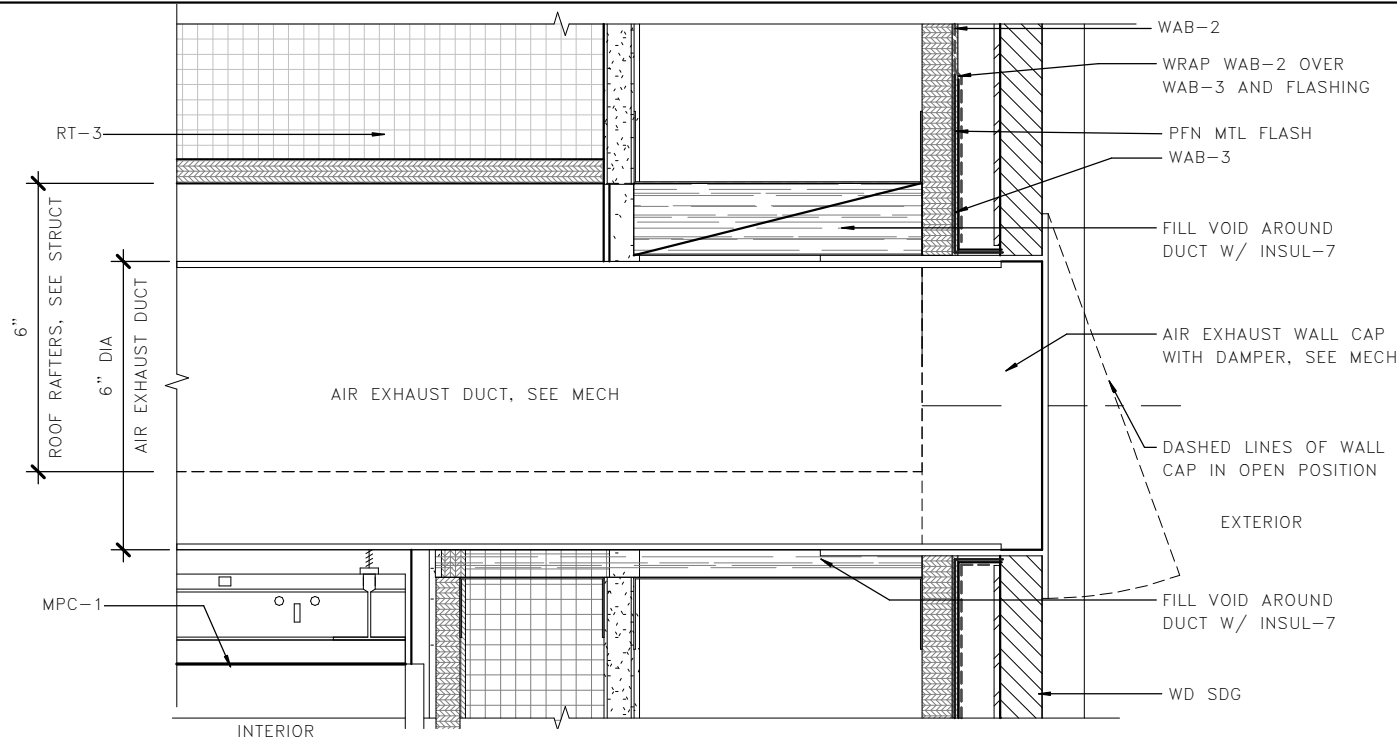 WAB-2
WRAP WAB-2 OVER
WAB-3 AND FLASHING
RT-3
PFN MTL FLASH
WAB-3
FILL VOID AROUND
DUCT W/ INSUL-7
6"
ROOF RAFTERS, SEE STRUCT
6" DIA
AIR EXHAUST DUCT
AIR EXHAUST WALL CAP
WITH DAMPER, SEE MECH
AIR EXHAUST DUCT, SEE MECH
DASHED LINES OF WALL
CAP IN OPEN POSITION
EXTERIOR
MPC-1
FILL VOID AROUND
DUCT W/ INSUL-7
WD SDG
INTERIOR